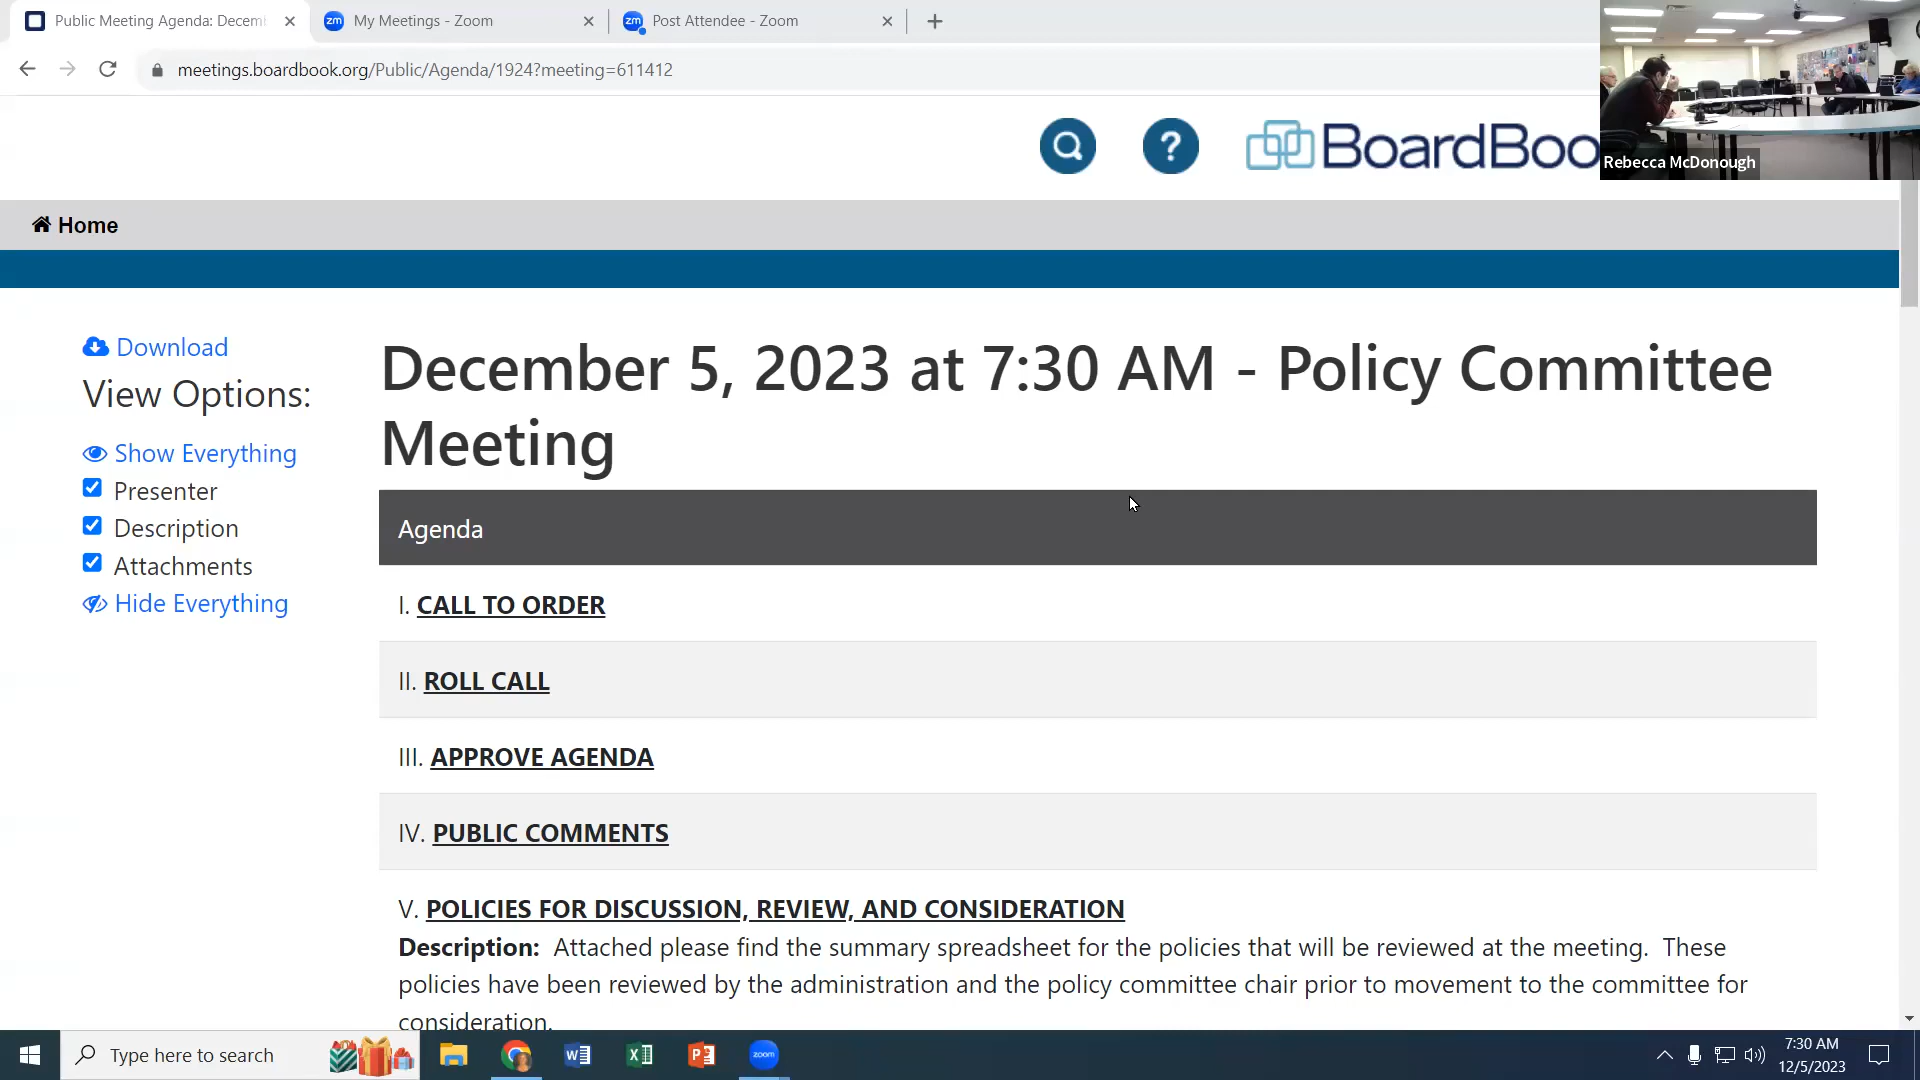 Public Meeting Agenda: Decem
My Meetings - Zoom
Post Attendee - Zoom
meetings.boardbook.org/Public/Agenda/1924?meeting=611412
BoardBoo
Rebecca McDonough
Home
Download
View Options:
Show Everything
Presenter
Description
Attachments
Hide Everything
December 5, 2023 at 7:30 AM - Policy Committee
Meeting
Agenda
I. CALL TO ORDER
II. ROLL CALL
III. APPROVE AGENDA
IV. PUBLIC COMMENTS
V. POLICIES FOR DISCUSSION, REVIEW, AND CONSIDERATION
Description: Attached please find the summary spreadsheet for the policies that will be reviewed at the meeting. These
policies have been reviewed by the administration and the policy committee chair prior to movement to the committee for
consideration.
Type here to search
zoom
7:30 AM
12/5/2023